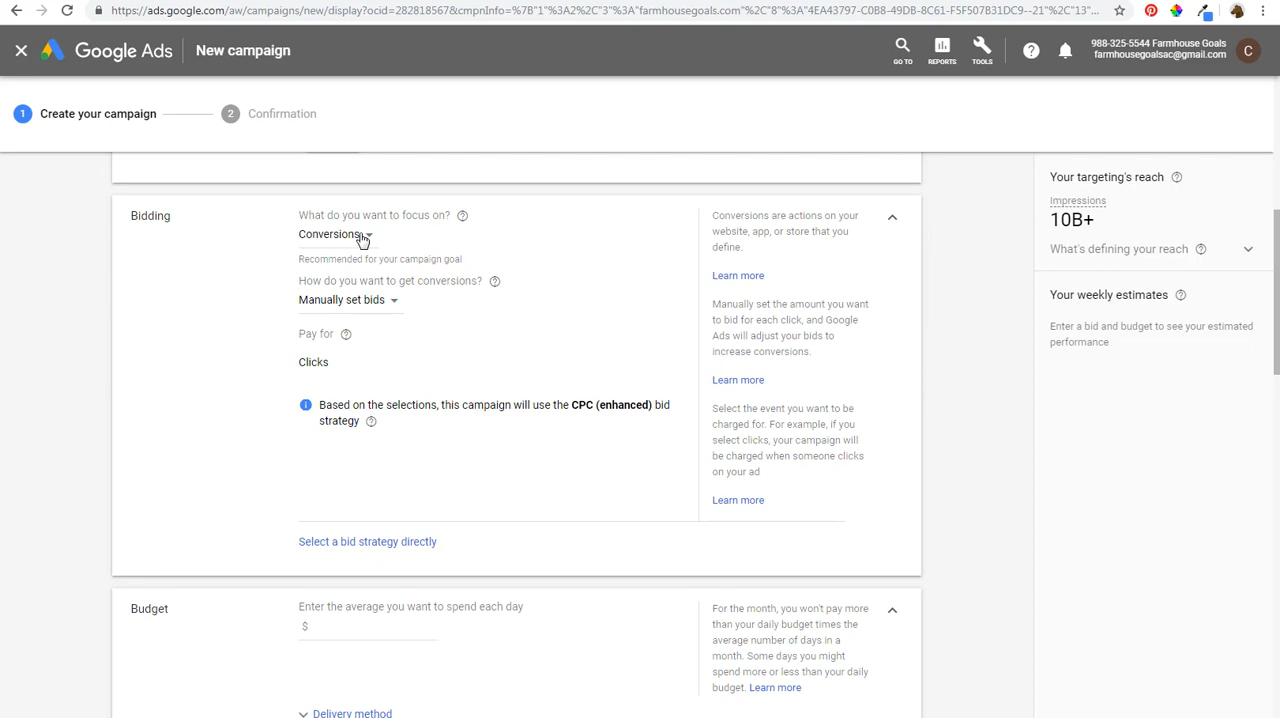 ads.google.com/aw/campaigns/new/display?ocid=282818567&cmpnInfo=%7B"1"%3A2%2C"3"%3A"farmhousegoals.com"%2C"8"%3A"4EA43797-C0B8-49DB-8C61-F5F507B31DC9--21"%2C"13"...
Google Ads
New campaign
GO TO
REPORTS
TOOLS
988-325-5544 Farmhouse Goals
farmhousegoalsac@gmail.com
C
1 Create your campaign
2 Confirmation
Bidding
What do you want to focus on?
Conversions
Recommended for your campaign goal
How do you want to get conversions?
Manually set bids
Pay for
Clicks
Based on the selections, this campaign will use the CPC (enhanced) bid
strategy
Select a bid strategy directly
Conversions are actions on your
website, app, or store that you
define.
Learn more
Manually set the amount you want
to bid for each click, and Google
Ads will adjust your bids to
increase conversions.
Learn more
Select the event you want to be
charged for. For example, if you
select clicks, your campaign will
be charged when someone clicks
on your ad
Learn more
Budget
Enter the average you want to spend each day
$
Delivery method
For the month, you won't pay more
than your daily budget times the
average number of days in a
month. Some days you might
spend more or less than your daily
budget. Learn more
Your targeting's reach
Impressions
10B+
What's defining your reach
Your weekly estimates
Enter a bid and budget to see your estimated
performance